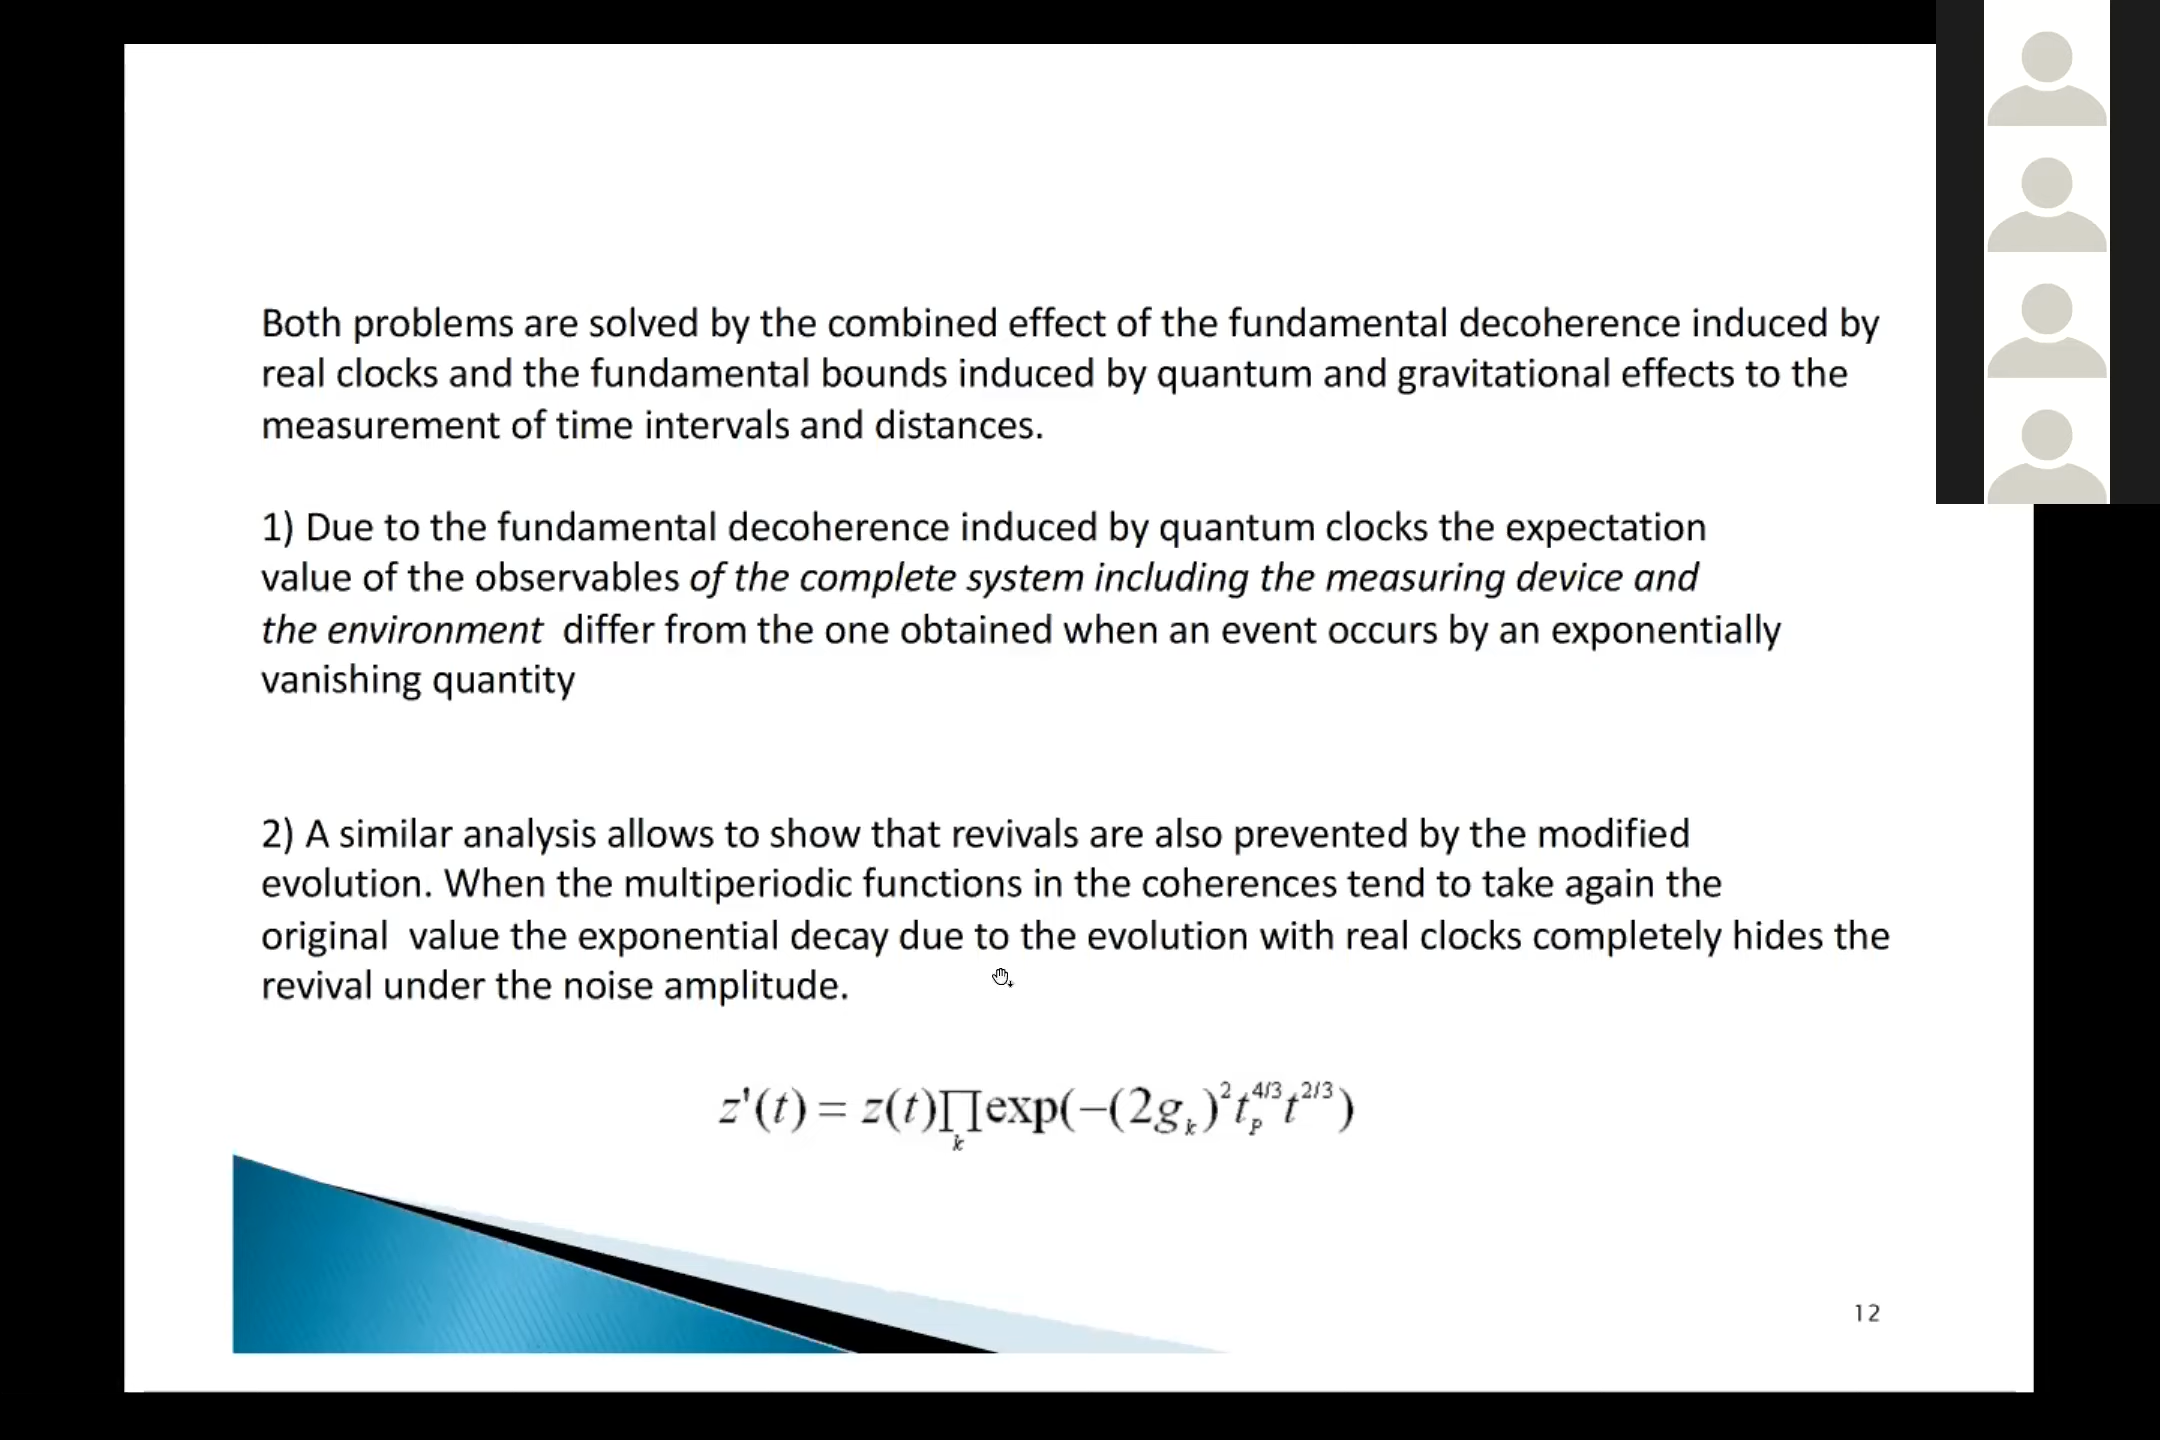 Both problems are solved by the combined effect of the fundamental decoherence induced by
real clocks and the fundamental bounds induced by quantum and gravitational effects to the
measurement of time intervals and distances.
1) Due to the fundamental decoherence induced by quantum clocks the expectation
value of the observables of the complete system including the measuring device and
the environment differ from the one obtained when an event occurs by an exponentially
vanishing quantity
2) A similar analysis allows to show that revivals are also prevented by the modified
evolution. When the multiperiodic functions in the coherences tend to take again the
original value the exponential decay due to the evolution with real clocks completely hides the
revival under the noise amplitude.
z'(t) = z(t)∏_k exp(−(2g_k)^2 t_P^{4/3} t^{2/3})
12